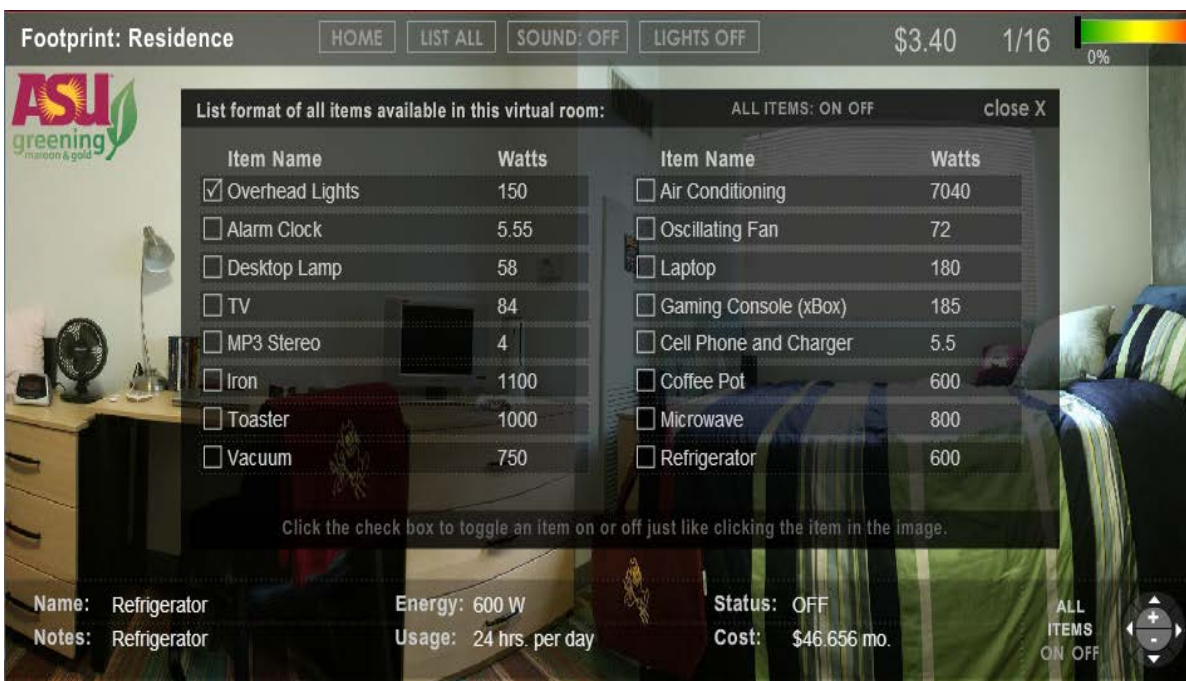 Footprint: Residence HOME LIST ALL SOUND: OFF LIGHTS OFF $3.40 1/16 0%
ASU
greening
maroon & gold
List format of all items available in this virtual room: ALL ITEMS: ON OFF close X
Item Name Watts Item Name Watts
Overhead Lights 150 Air Conditioning 7040
Alarm Clock 5.55 Oscillating Fan 72
Desktop Lamp 58 Laptop 180
TV 84 Gaming Console (xBox) 185
MP3 Stereo 4 Cell Phone and Charger 5.5
Iron 1100 Coffee Pot 600
Toaster 1000 Microwave 800
Vacuum 750 Refrigerator 600
Click the check box to toggle an item on or off just like clicking the item in the image.
Name: Refrigerator Energy: 600 W Status: OFF
Notes: Refrigerator Usage: 24 hrs. per day Cost: $46.656 mo.
ALL
ITEMS
ON OFF